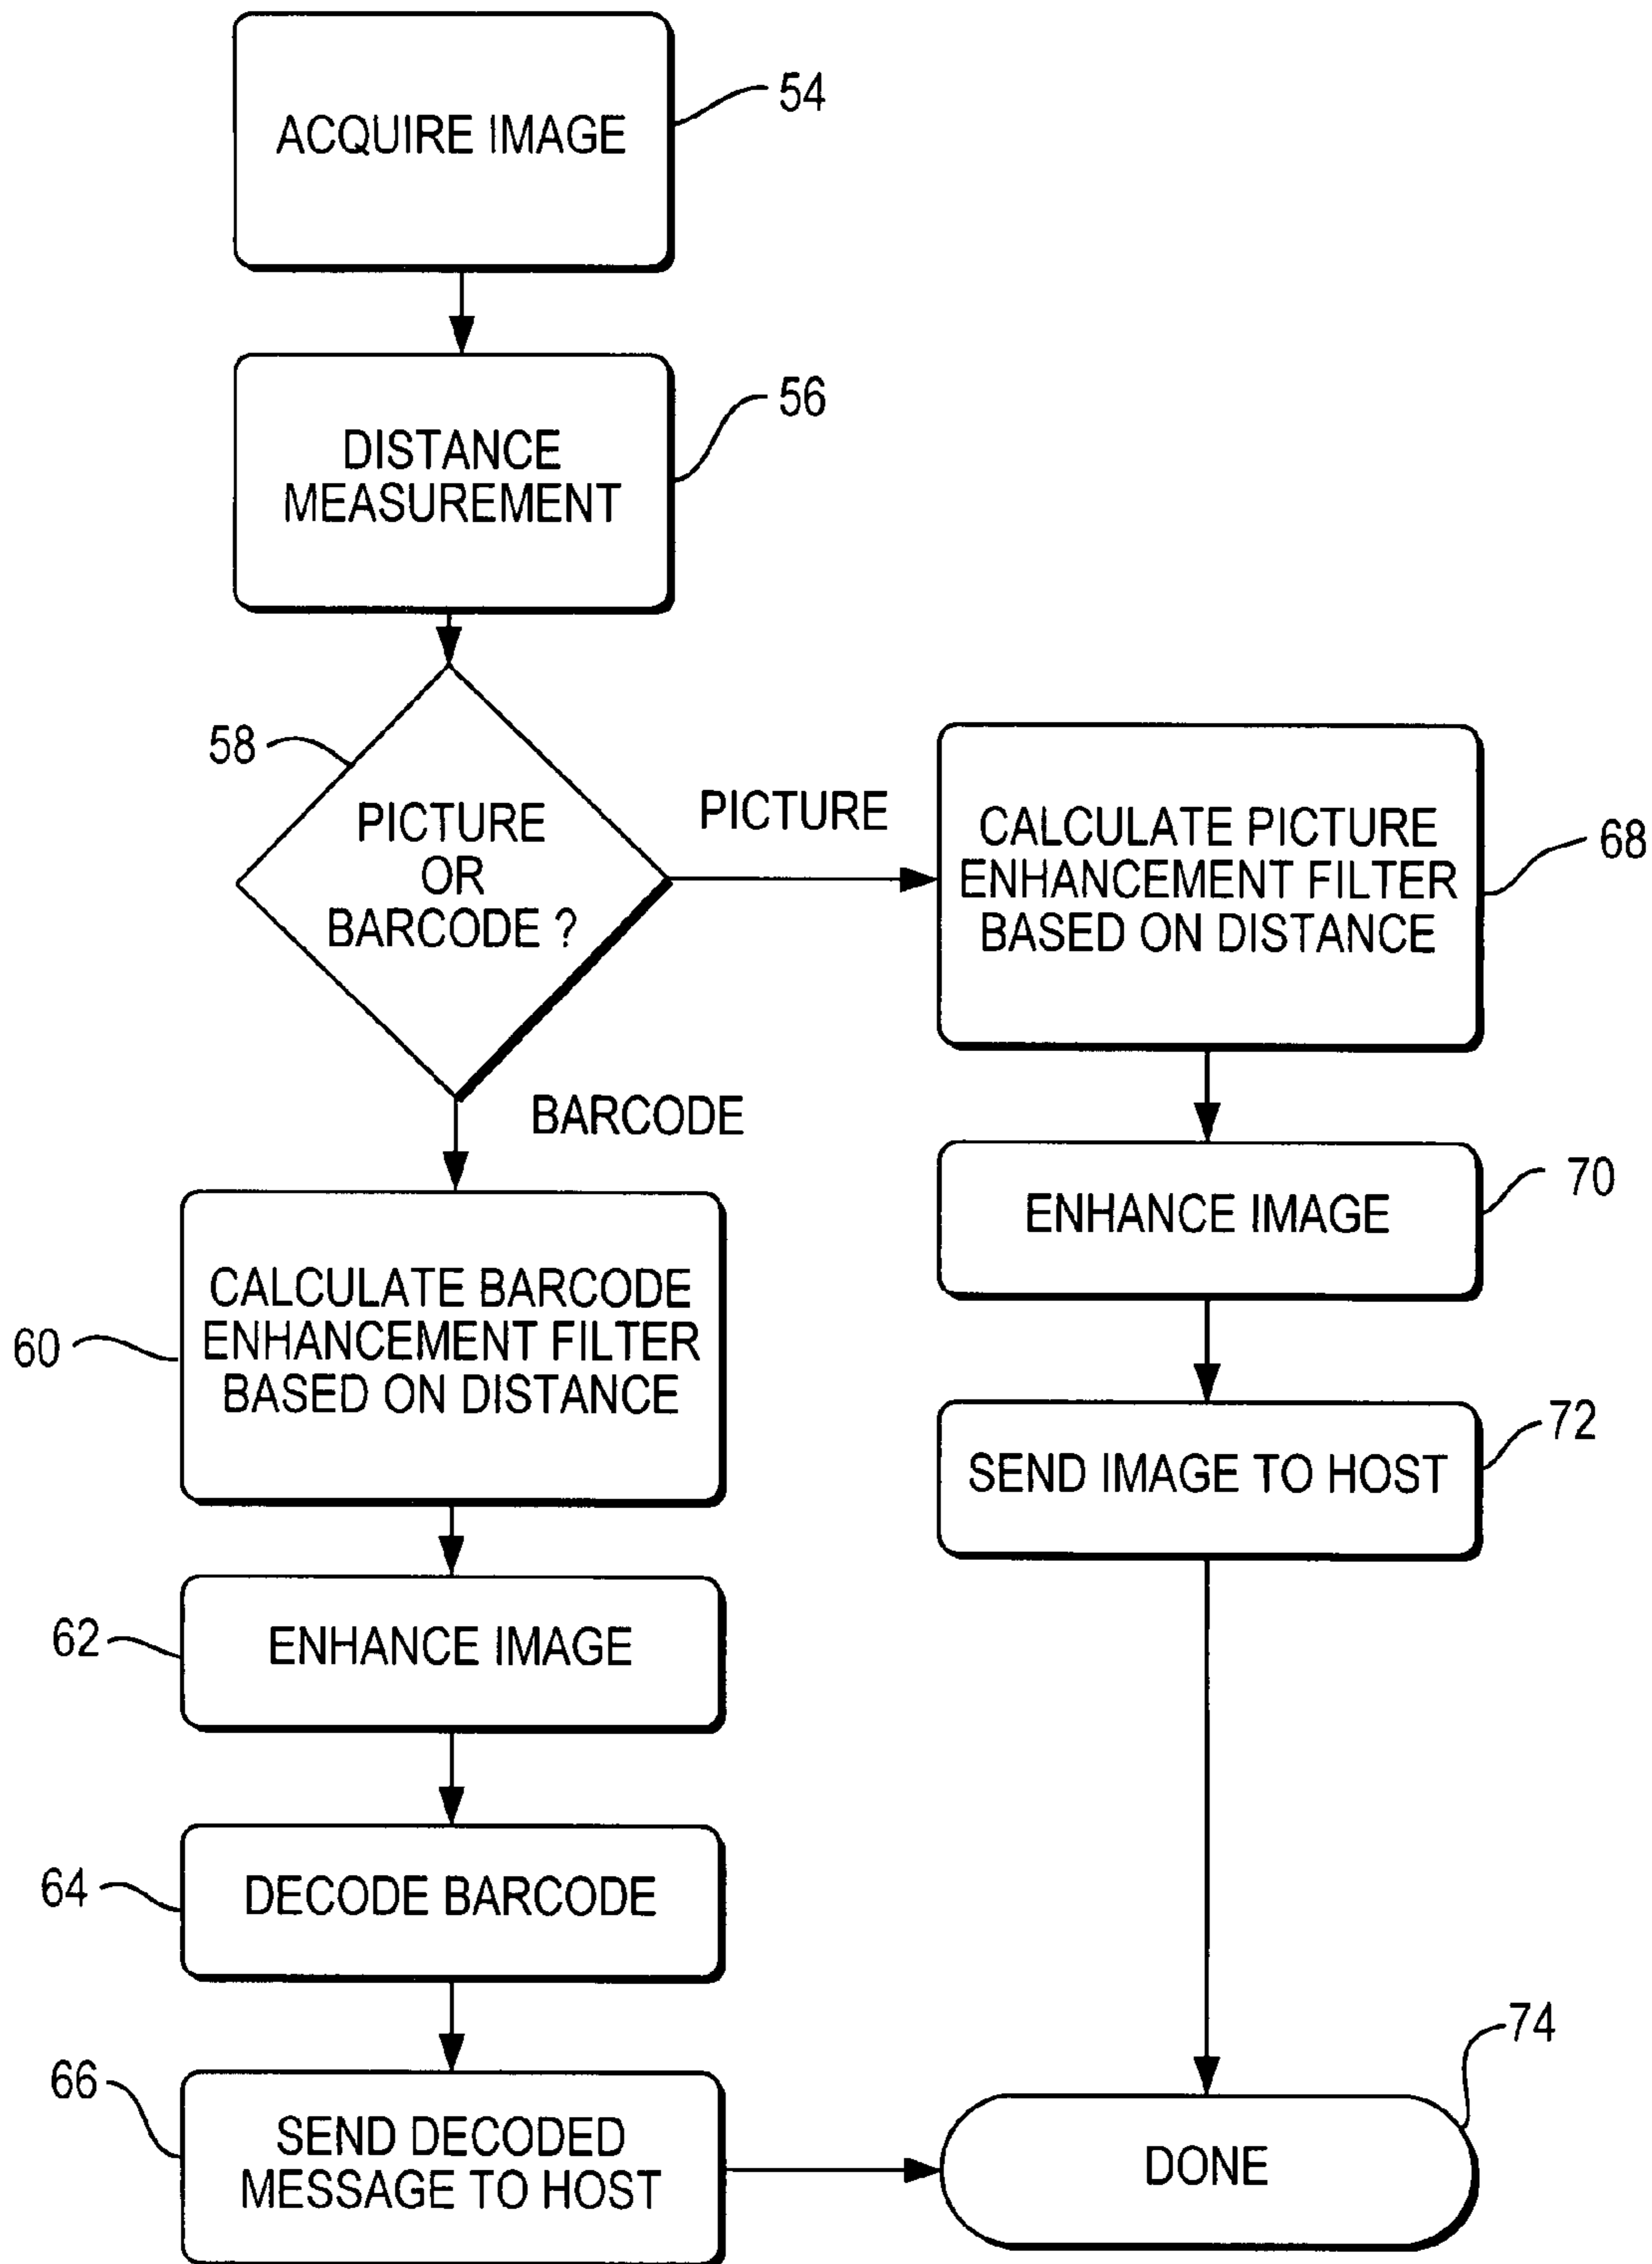 ACQUIRE IMAGE
54
DISTANCE
MEASUREMENT
56
58
PICTURE
OR
BARCODE ?
PICTURE
BARCODE
CALCULATE PICTURE
ENHANCEMENT FILTER
BASED ON DISTANCE
68
ENHANCE IMAGE
70
SEND IMAGE TO HOST
72
60
CALCULATE BARCODE
ENHANCEMENT FILTER
BASED ON DISTANCE
62
ENHANCE IMAGE
64
DECODE BARCODE
66
SEND DECODED
MESSAGE TO HOST
74
DONE